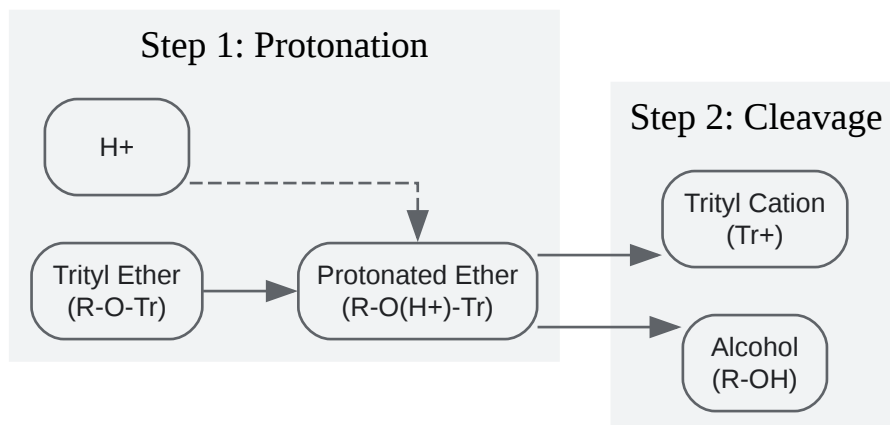 Step 1: Protonation
H+
Trityl Ether
(R-O-Tr)
Protonated Ether
(R-O(H+)-Tr)
Step 2: Cleavage
Trityl Cation
(Tr+)
Alcohol
(R-OH)